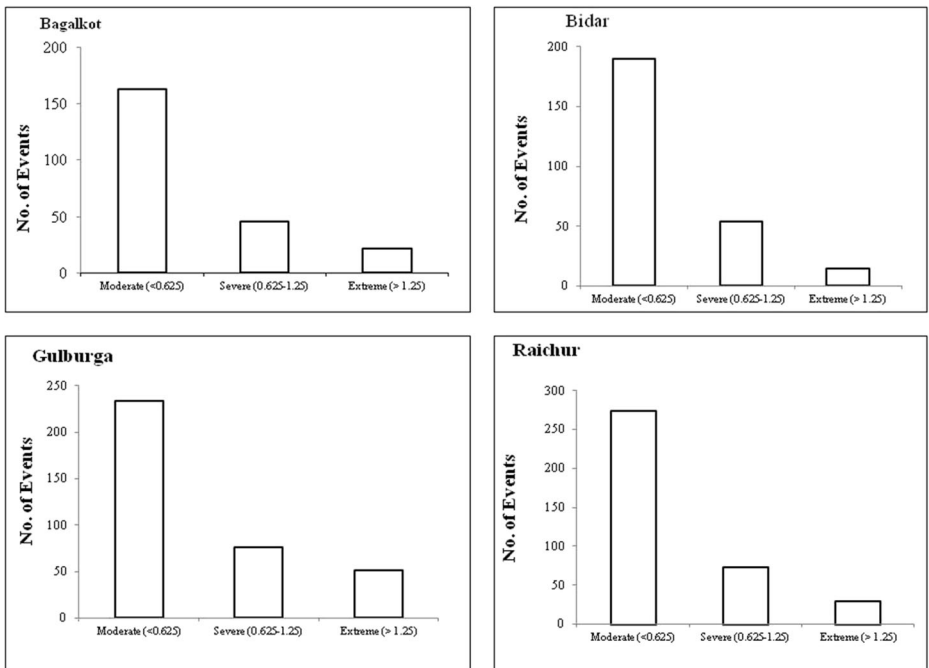 Bagalkot
No. of Events
200
150
100
50
0
Moderate (<0.625) Severe (0.625-1.25) Extreme (> 1.25)
Bidar
No. of Events
200
150
100
50
0
Moderate (<0.625) Severe (0.625-1.25) Extreme (> 1.25)
Gulburga
No. of Events
250
200
150
100
50
0
Moderate (<0.625) Severe (0.625-1.25) Extreme (> 1.25)
Raichur
No. of Events
300
250
200
150
100
50
0
Moderate (<0.625) Severe (0.625-1.25) Extreme (> 1.25)